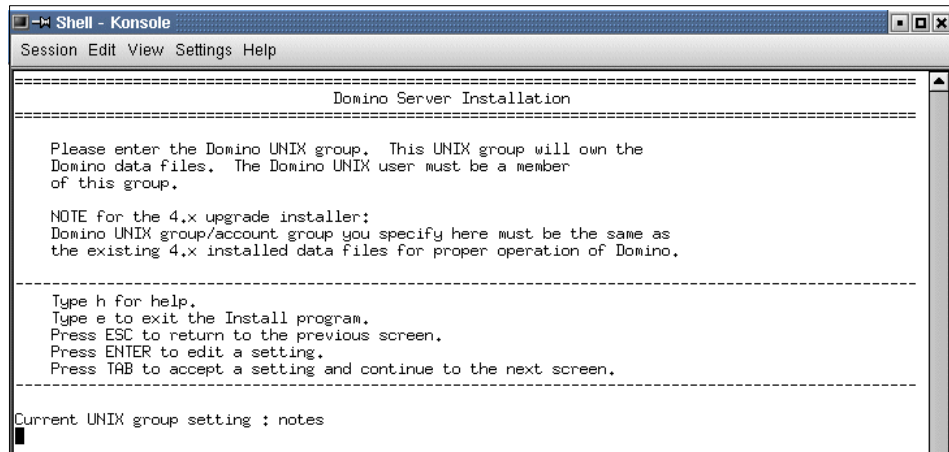 Shell - Konsole
Session Edit View Settings Help
==========================================================================================
Domino Server Installation
==========================================================================================
Please enter the Domino UNIX group. This UNIX group will own the
Domino data files. The Domino UNIX user must be a member
of this group.
NOTE for the 4.x upgrade installer:
Domino UNIX group/account group you specify here must be the same as
the existing 4.x installed data files for proper operation of Domino.
------------------------------------------------------------------------------------------
Type h for help.
Type e to exit the Install program.
Press ESC to return to the previous screen.
Press ENTER to edit a setting.
Press TAB to accept a setting and continue to the next screen.
------------------------------------------------------------------------------------------
Current UNIX group setting : notes